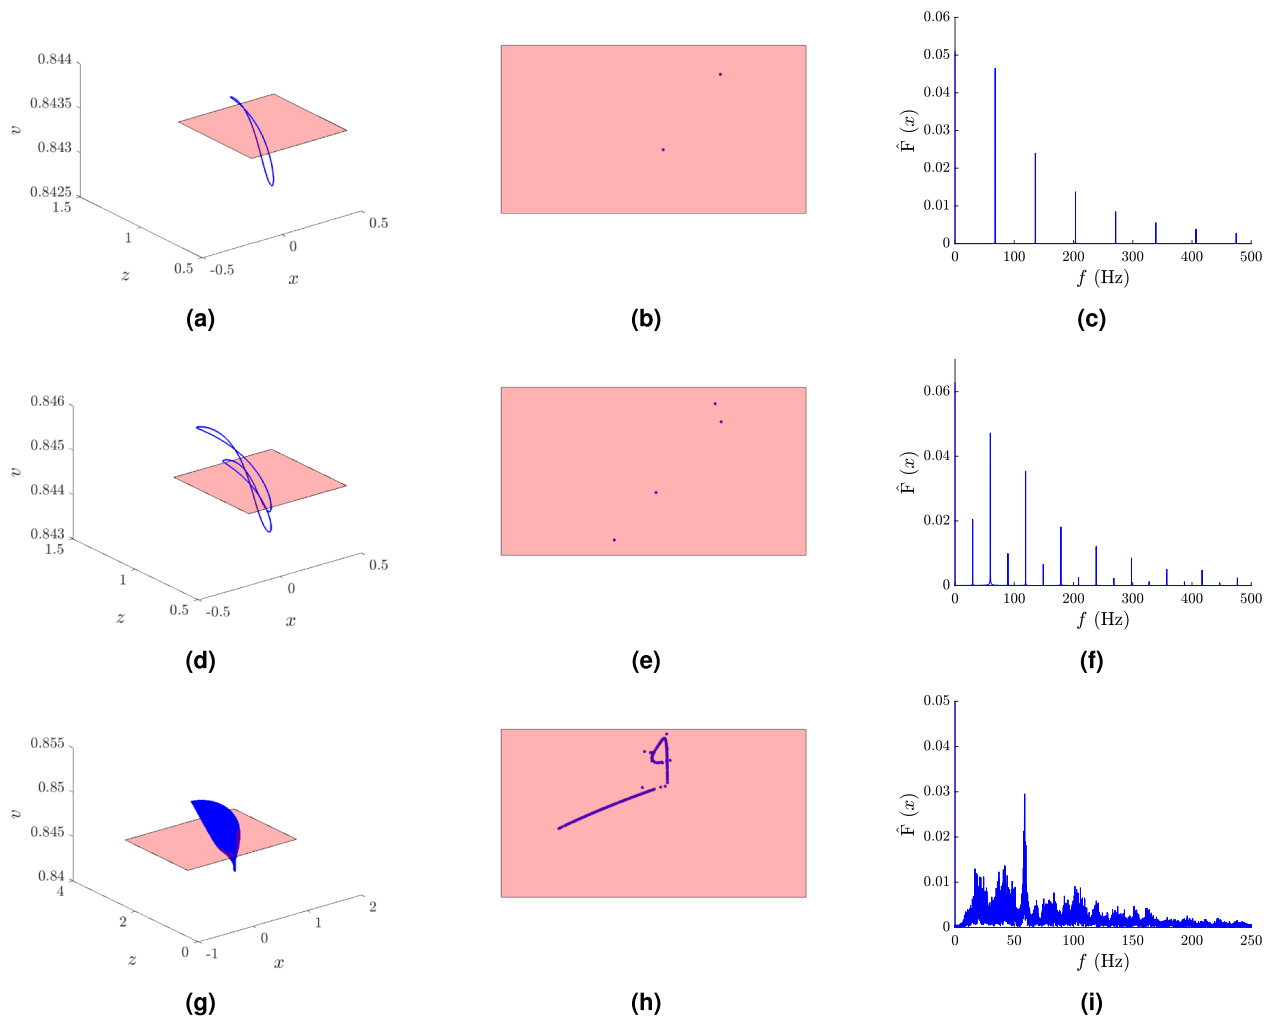 0.844
0.8435
0.843
0.8425
v
1.5
1
0.5
z
-0.5
0
0.5
x
(a)
(b)
0.06
0.05
0.04
0.03
0.02
0.01
0
F̂ (x)
0 100 200 300 400 500
f (Hz)
(c)
0.846
0.845
0.844
0.843
v
1.5
1
0.5
z
-0.5
0
0.5
x
(d)
(e)
0.06
0.04
0.02
0
F̂ (x)
0 100 200 300 400 500
f (Hz)
(f)
0.855
0.85
0.845
0.84
v
4
2
0
z
-1
0
1
2
x
(g)
(h)
0.05
0.04
0.03
0.02
0.01
0
F̂ (x)
0 50 100 150 200 250
f (Hz)
(i)